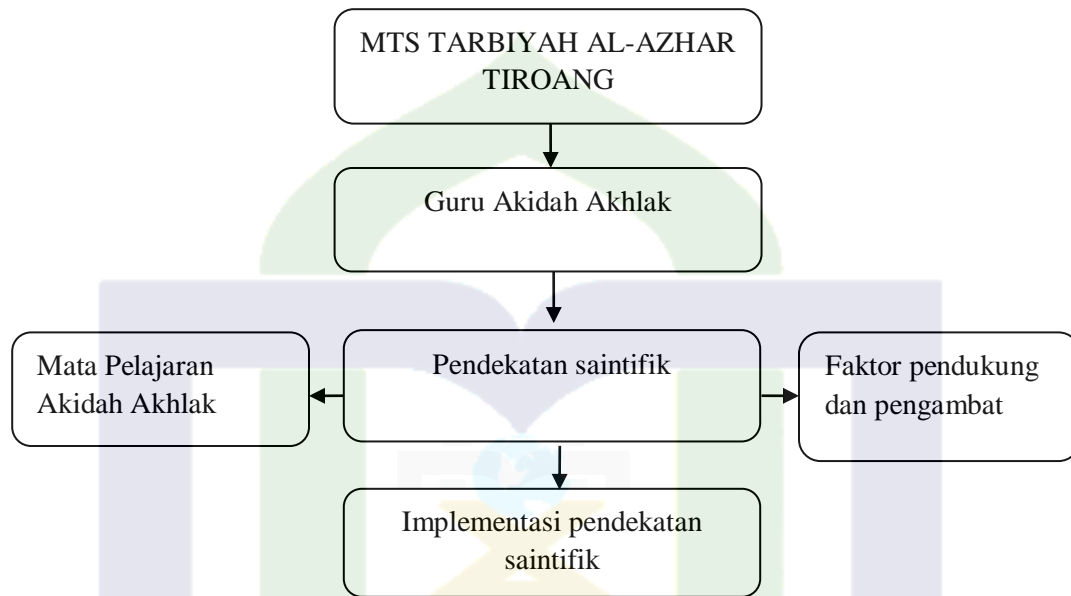 MTS TARBIYAH AL-AZHAR
TIROANG
Guru Akidah Akhlak
Mata Pelajaran
Akidah Akhlak
Pendekatan saintifik
Faktor pendukung
dan pengambat
Implementasi pendekatan
saintifik